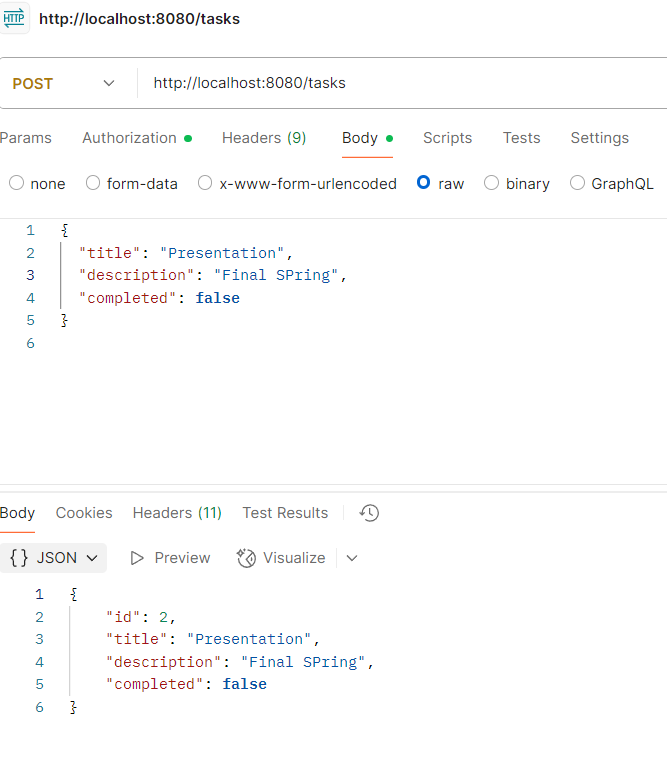 HTTP http://localhost:8080/tasks
POST http://localhost:8080/tasks
Params Authorization Headers (9) Body Scripts Tests Settings
none form-data x-www-form-urlencoded raw binary GraphQL
1 {
2 "title": "Presentation",
3 "description": "Final SPring",
4 "completed": false
5 }
6
Body Cookies Headers (11) Test Results
{} JSON Preview Visualize
1 {
2 "id": 2,
3 "title": "Presentation",
4 "description": "Final SPring",
5 "completed": false
6 }